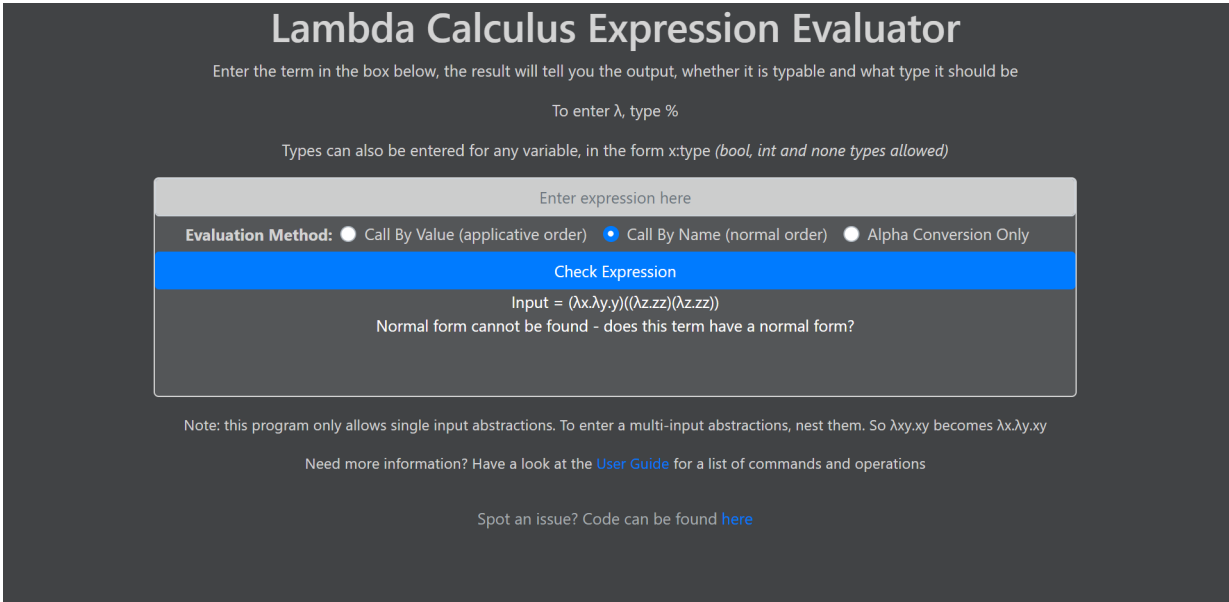 Lambda Calculus Expression Evaluator
Enter the term in the box below, the result will tell you the output, whether it is typable and what type it should be
To enter λ, type %
Types can also be entered for any variable, in the form x:type (bool, int and none types allowed)
Enter expression here
Evaluation Method: Call By Value (applicative order) Call By Name (normal order) Alpha Conversion Only
Check Expression
Input = (λx.λy.y)((λz.zz)(λz.zz))
Normal form cannot be found - does this term have a normal form?
Note: this program only allows single input abstractions. To enter a multi-input abstractions, nest them. So λxy.xy becomes λx.λy.xy
Need more information? Have a look at the User Guide for a list of commands and operations
Spot an issue? Code can be found here